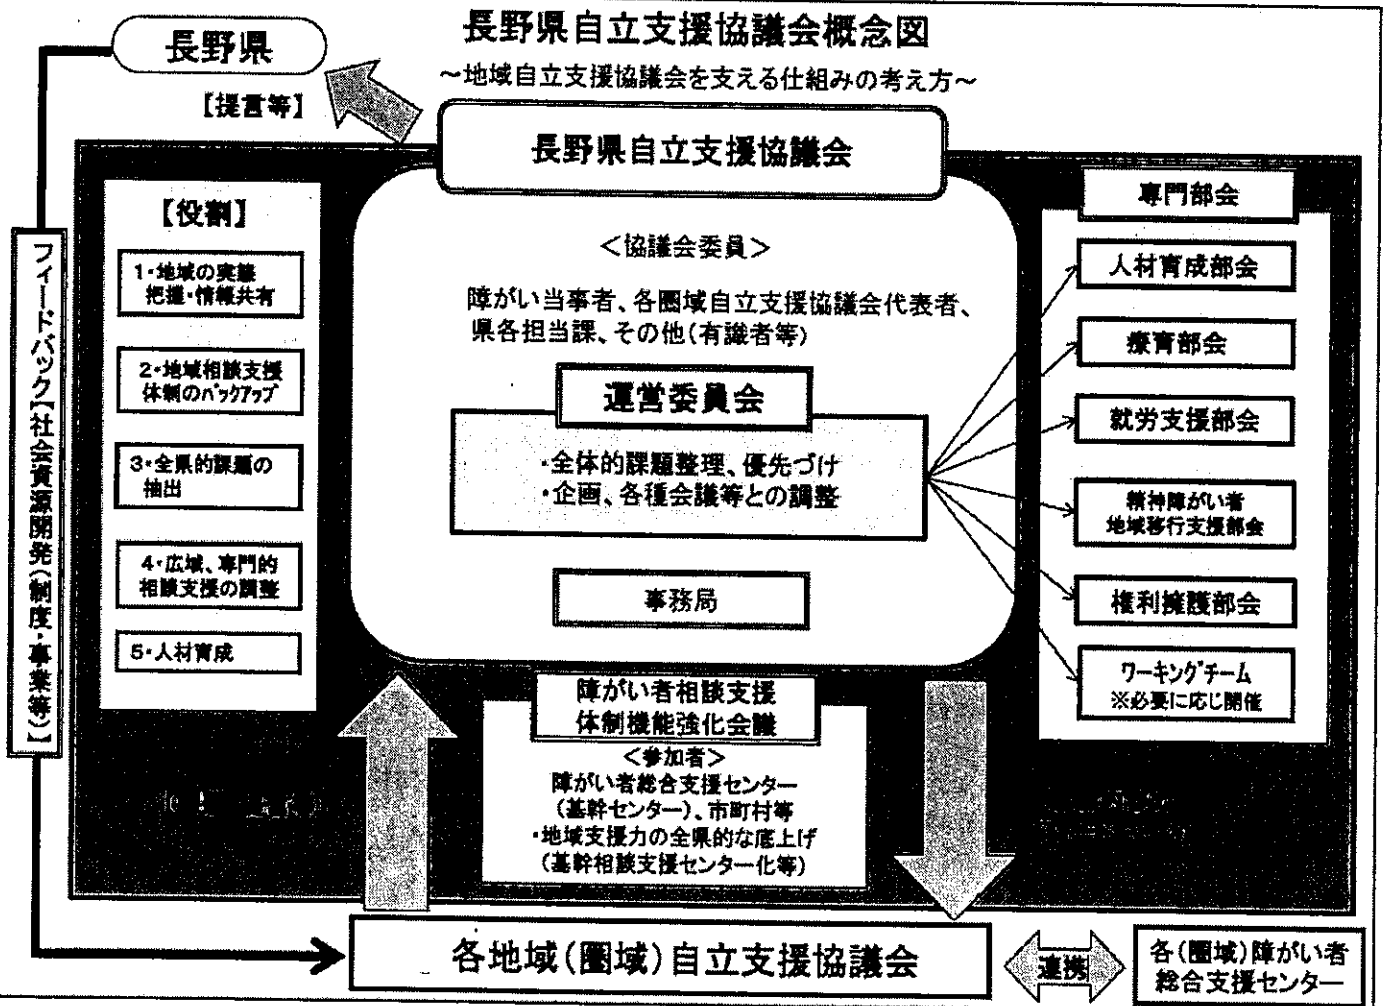 長野県自立支援協議会概念図
~地域自立支援協議会を支える仕組みの考え方~
長野県
【提言等】
長野県自立支援協議会
【役割】
1・地域の実態
把握・情報共有
2・地域相談支援
体制のバックアップ
3・全県的課題の
抽出
4・広域、専門的
相談支援の調整
5・人材育成
フィードバック【社会資源開発(制度・事業等)】
<協議会委員>
障がい当事者、各圏域自立支援協議会代表者、
県各担当課、その他(有識者等)
運営委員会
・全体的課題整理、優先づけ
・企画、各種会議等との調整
事務局
専門部会
人材育成部会
療育部会
就労支援部会
精神障がい者
地域移行支援部会
権利擁護部会
ワーキングチーム
※必要に応じ開催
障がい者相談支援
体制機能強化会議
<参加者>
障がい者総合支援センター
(基幹センター)、市町村等
・地域支援力の全県的な底上げ
(基幹相談支援センター化等)
各地域(圏域)自立支援協議会
連携
各(圏域)障がい者
総合支援センター